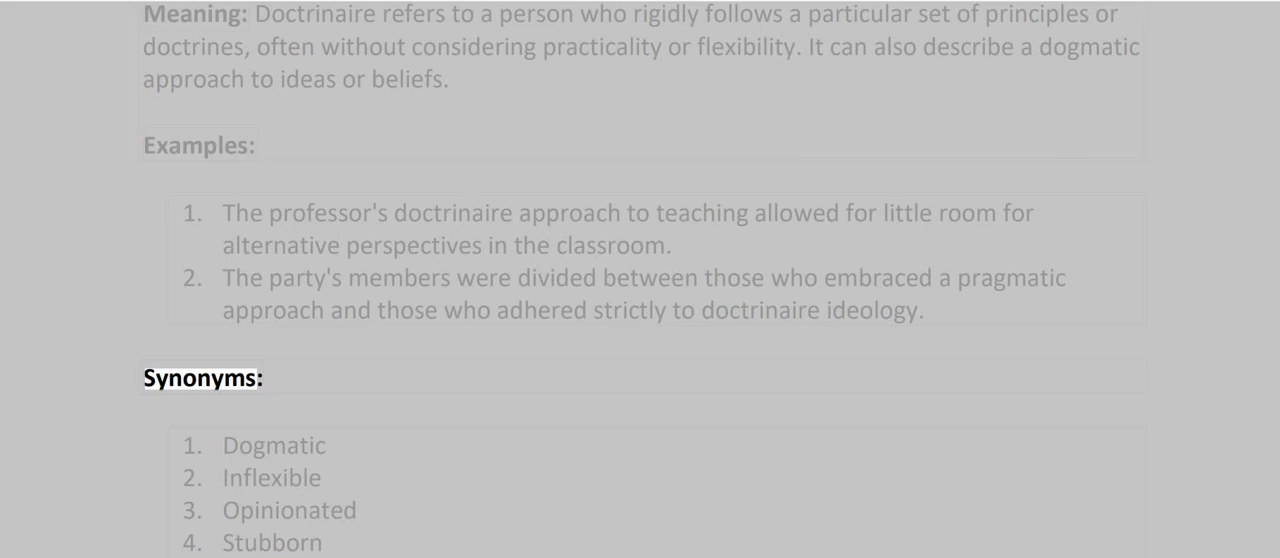 Meaning: Doctrinaire refers to a person who rigidly follows a particular set of principles or
doctrines, often without considering practicality or flexibility. It can also describe a dogmatic
approach to ideas or beliefs.
Examples:
1. The professor's doctrinaire approach to teaching allowed for little room for
alternative perspectives in the classroom.
2. The party's members were divided between those who embraced a pragmatic
approach and those who adhered strictly to doctrinaire ideology.
Synonyms:
1. Dogmatic
2. Inflexible
3. Opinionated
4. Stubborn